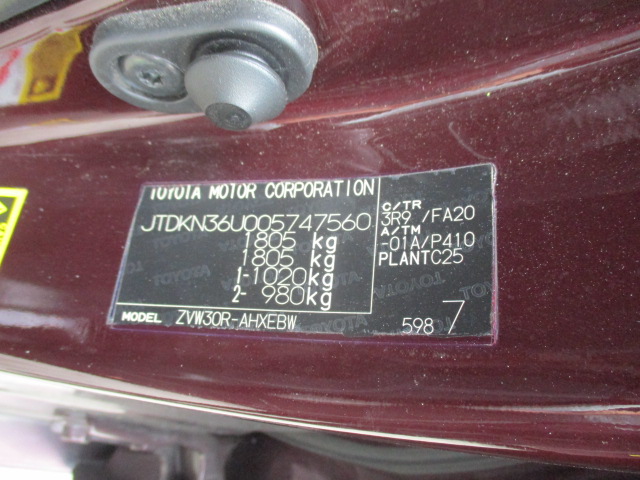 TOYOTA MOTOR CORPORATION
JTDKN36U005747560
1805 kg
1805 kg
1-1020kg
2- 980kg
MODEL ZVW30R-AHXEBW
C/TR
3R9 /FA20
A/TM
-01A/P410
PLANTC25
598 7